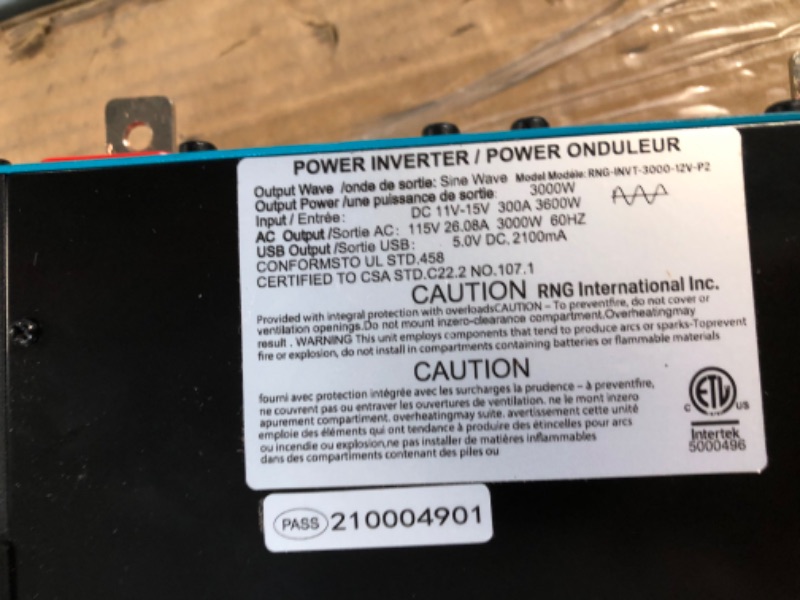 POWER INVERTER / POWER ONDULEUR
Output Wave /onde de sortie: Sine Wave Model Modèle: RNG-INVT-3000-12V-P2
Output Power /une puissance de sortie: 3000W
Input / Entrée: DC 11V-15V 300A 3600W
AC Output /Sortie AC: 115V 26.08A 3000W 60HZ
USB Output /Sortie USB: 5.0V DC. 2100mA
CONFORMSTO UL STD.458
CERTIFIED TO CSA STD.C22.2 NO.107.1
CAUTION RNG International Inc.
Provided with integral protection with overloadsCAUTION - To preventfire, do not cover or
ventilation openings.Do not mount inzero-clearance compartment.Overheatingmay
result . WARNING This unit employs components that tend to produce arcs or sparks-Toprevent
fire or explosion, do not install in compartments containing batteries or flammable materials
CAUTION
fourni avec protection intégrée avec les surcharges la prudence - à preventfire,
ne couvrent pas ou entraver les ouvertures de ventilation. ne le mont inzero
apurement compartiment. overheatingmay suite. avertissement cette unité
emploie des éléments qui ont tendance à produire des étincelles pour arcs
ou incendie ou explosion,ne pas installer de matières inflammables
dans des compartiments contenant des piles ou
C ETL US
Intertek
5000496
PASS 210004901